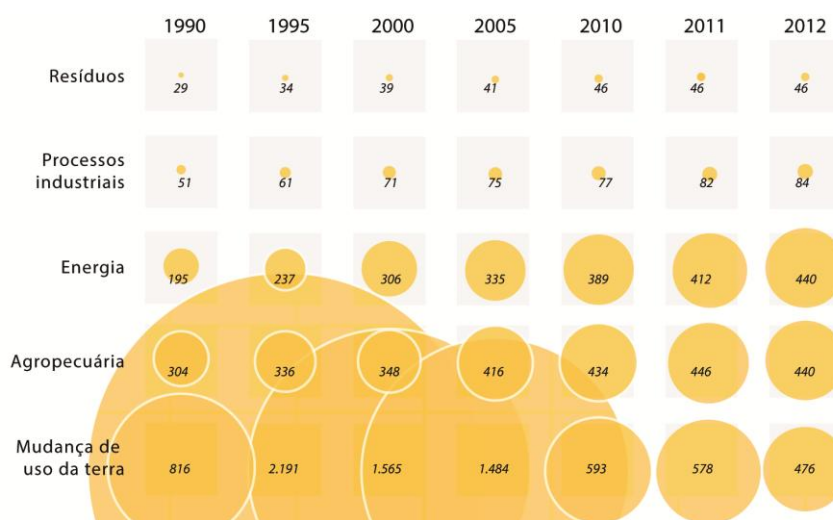 1990 1995 2000 2005 2010 2011 2012
Resíduos 29 34 39 41 46 46 46
Processos
industriais 51 61 71 75 77 82 84
Energia 195 237 306 335 389 412 440
Agropecuária 304 336 348 416 434 446 440
Mudança de
uso da terra 816 2.191 1.565 1.484 593 578 476